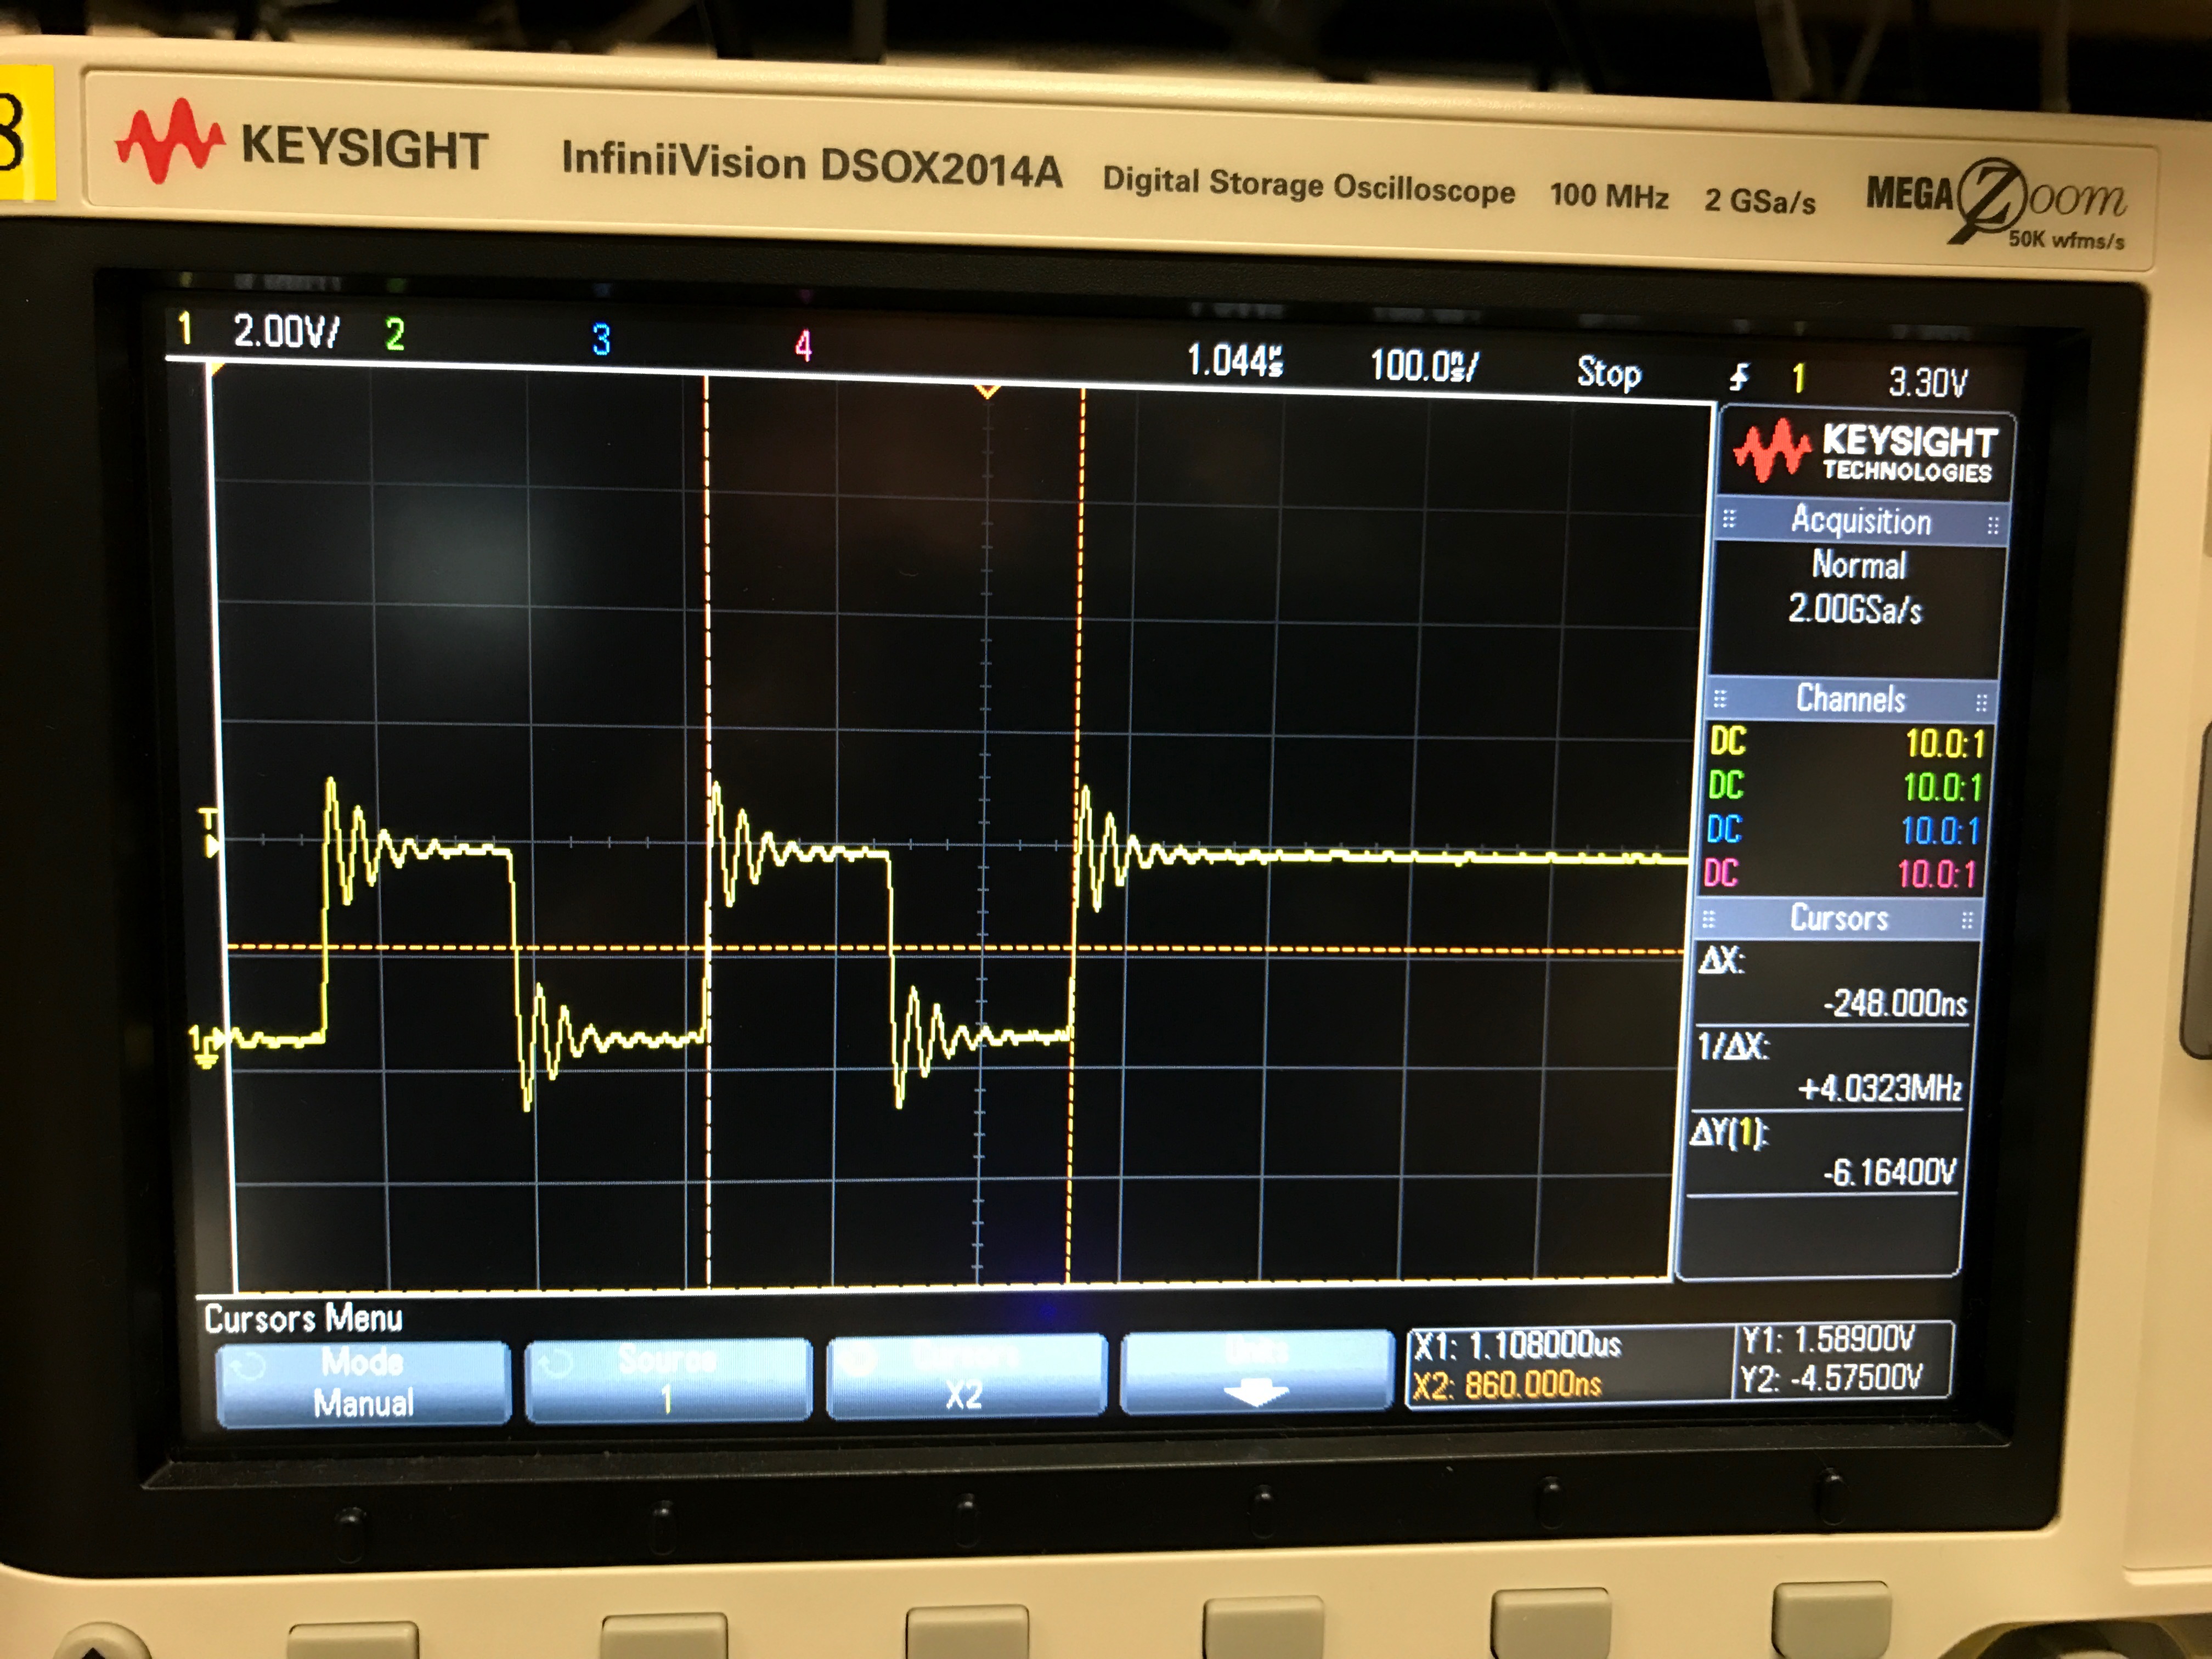 8
KEYSIGHT InfiniiVision DSOX2014A Digital Storage Oscilloscope 100 MHz 2 GSa/s MEGA Zoom
50K wfms/s
1 2.00V/ 2 3 4 1.044us 100.0ns/ Stop 1 3.30V
KEYSIGHT
TECHNOLOGIES
Acquisition
Normal
2.00GSa/s
Channels
DC 10.0:1
DC 10.0:1
DC 10.0:1
DC 10.0:1
Cursors
ΔX:
-248.000ns
1/ΔX:
+4.0323MHz
ΔY(1):
-6.16400V
T
1
Cursors Menu
Mode
Manual
Source
1
Cursors
X2
Units
X1: 1.108000us Y1: 1.58900V
X2: 860.000ns Y2: -4.57500V